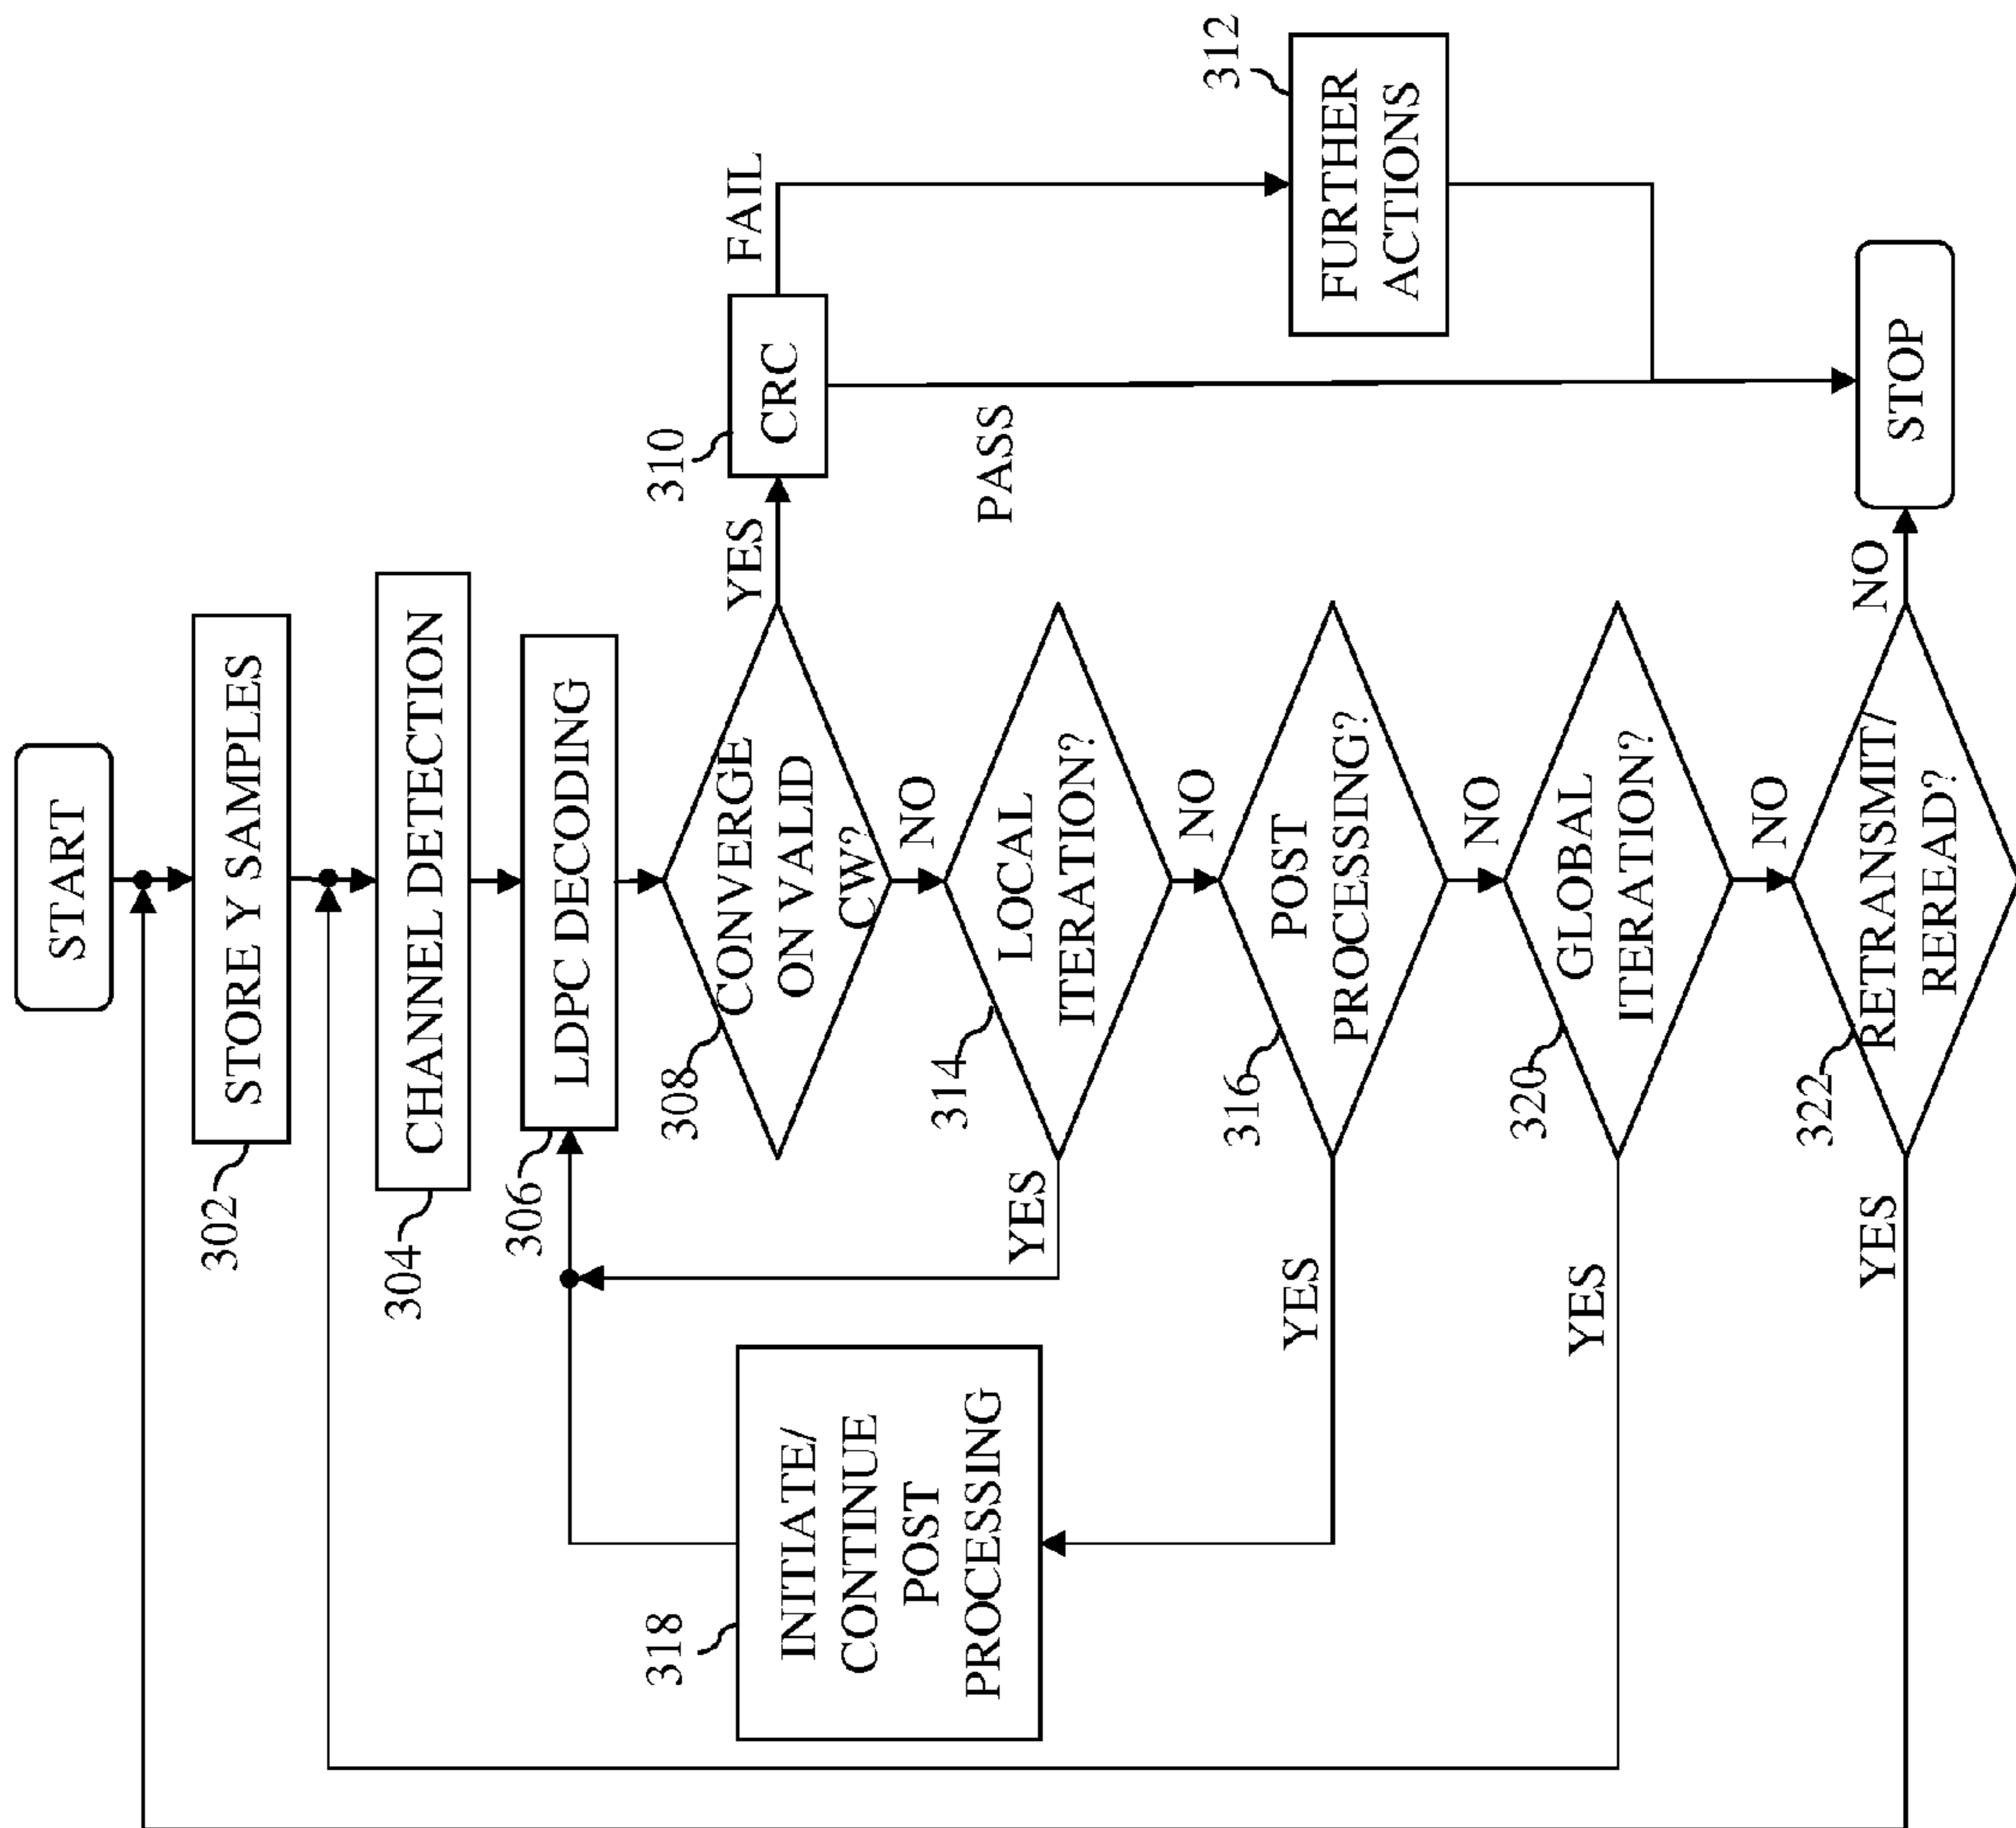 START
302
STORE Y SAMPLES
304
CHANNEL DETECTION
306
LDPC DECODING
308
CONVERGE
ON VALID
CW?
YES
310
CRC
FAIL
PASS
312
FURTHER
ACTIONS
NO
314
LOCAL
ITERATION?
YES
NO
316
POST
PROCESSING?
YES
318
INITIATE/
CONTINUE
POST
PROCESSING
NO
320
GLOBAL
ITERATION?
YES
NO
322
RETRANSMIT/
REREAD?
YES
NO
STOP